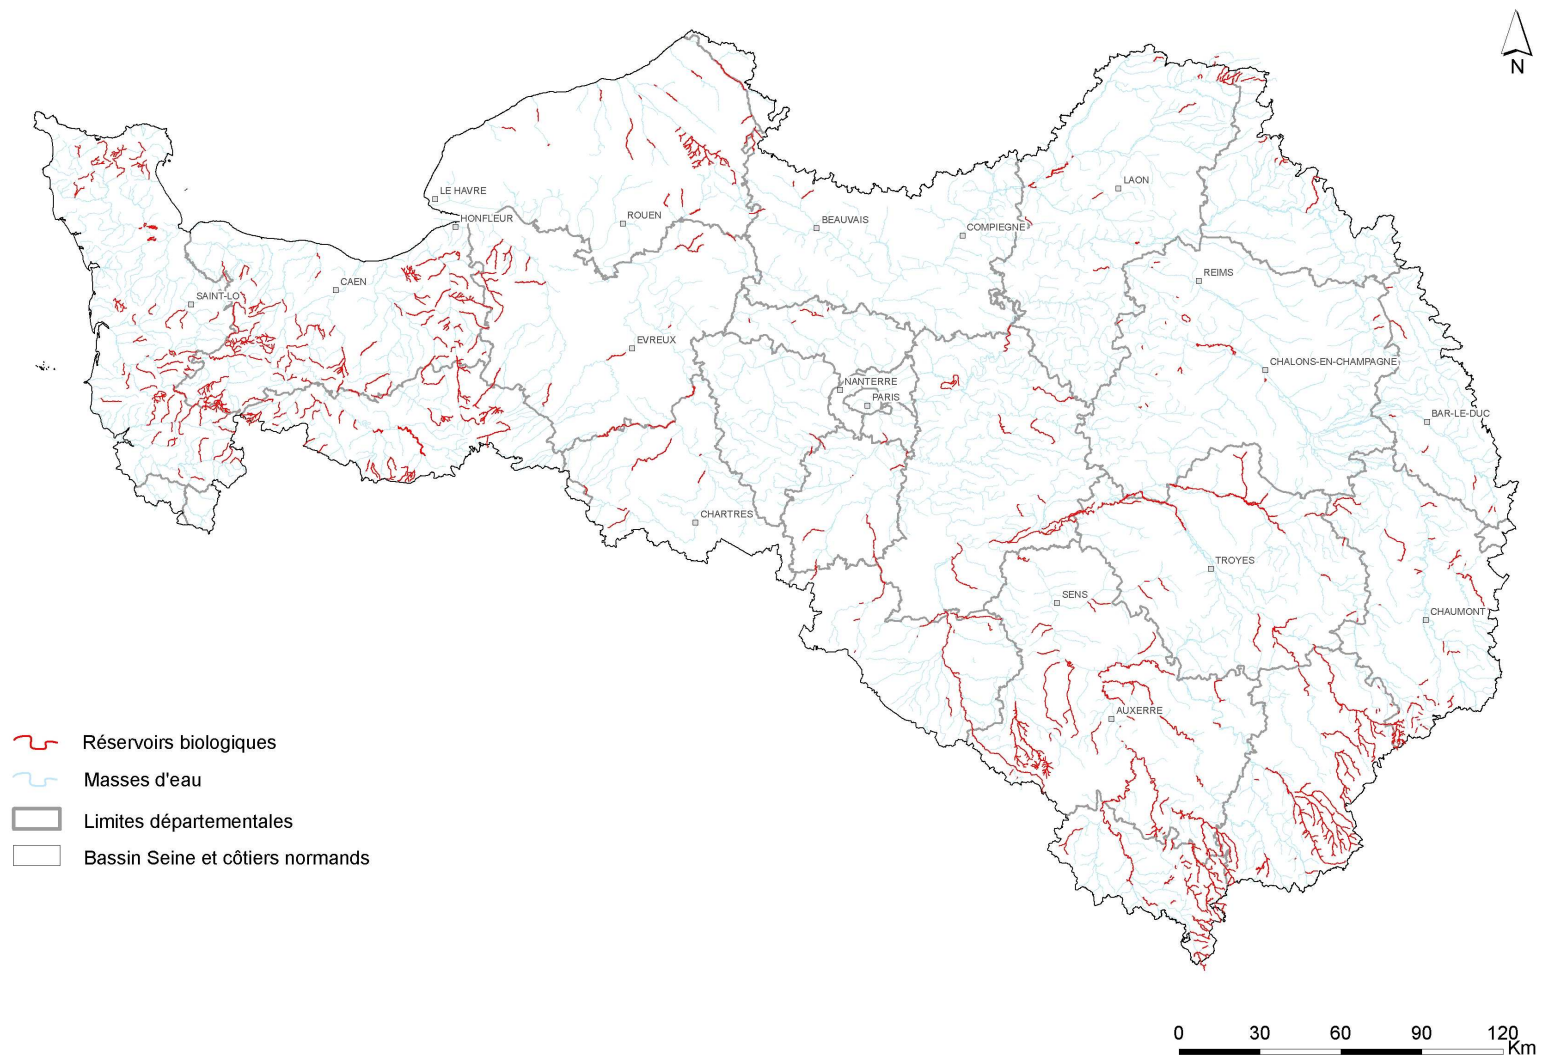 N
LE HAVRE
HONFLEUR
ROUEN
BEAUVAIS
COMPIEGNE
LAON
SAINT-LO
CAEN
REIMS
EVREUX
CHALONS-EN-CHAMPAGNE
NANTERRE
PARIS
BAR-LE-DUC
CHARTRES
TROYES
SENS
CHAUMONT
AUXERRE
Réservoirs biologiques
Masses d'eau
Limites départementales
Bassin Seine et côtiers normands
0 30 60 90 120
Km